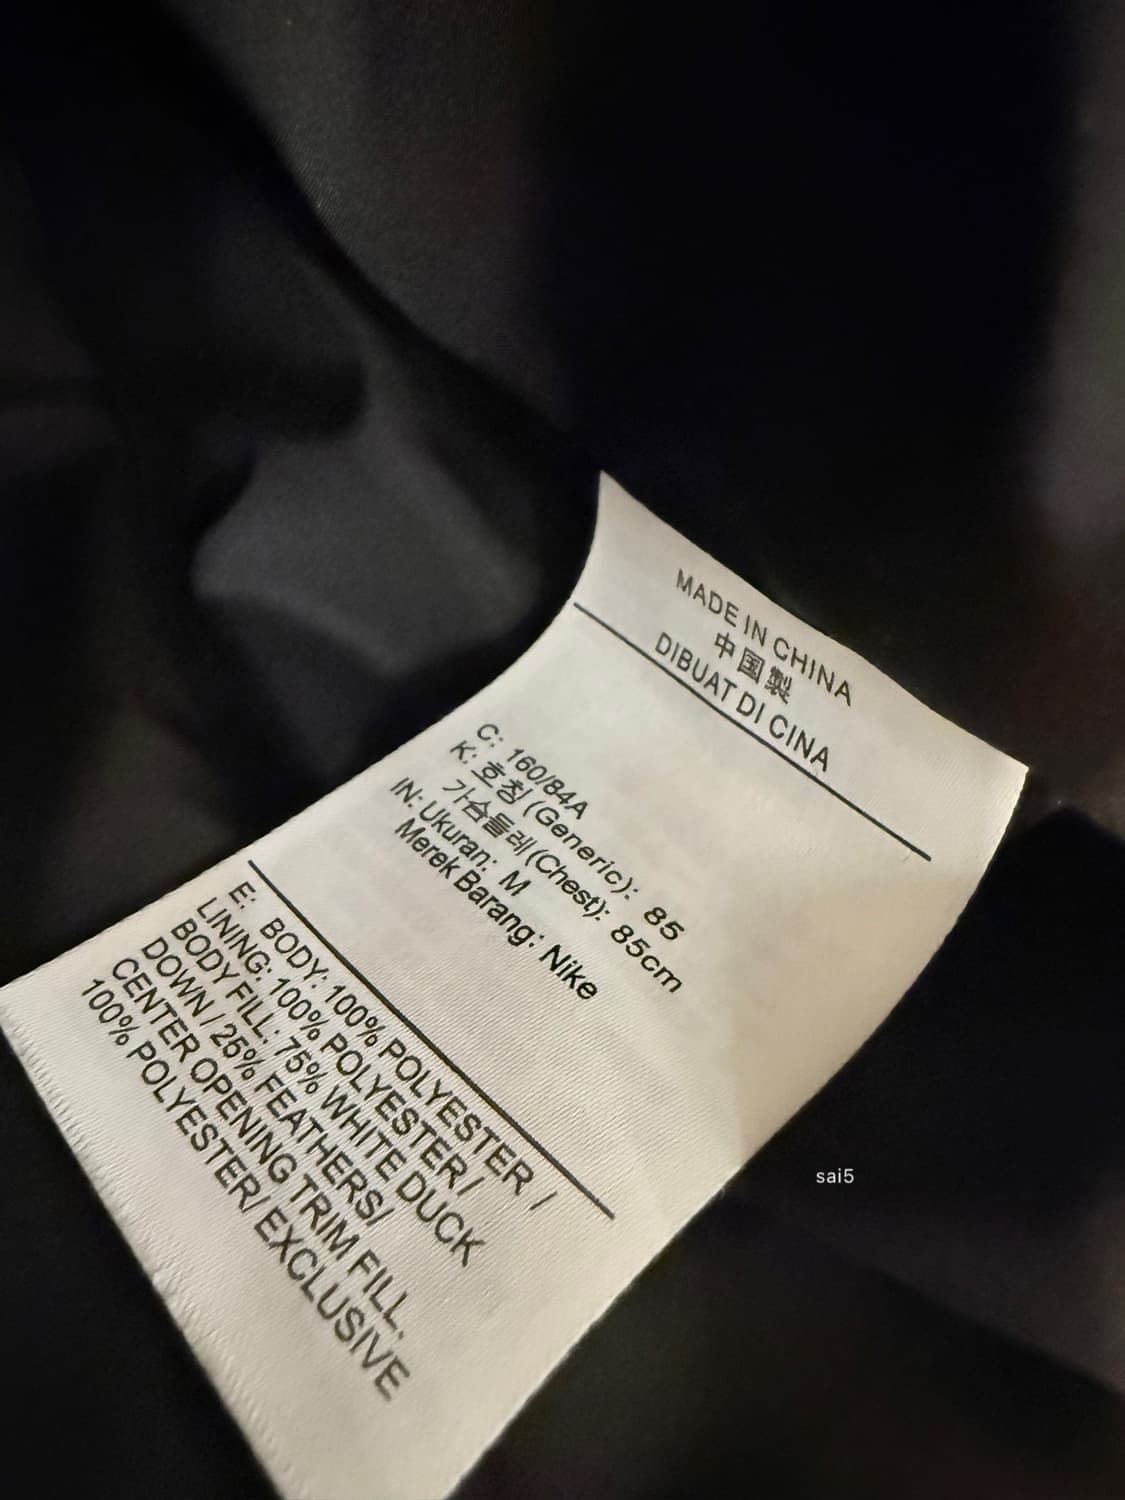 MADE IN CHINA
中国製
DIBUAT DI CINA
C: 160/84A
K: 호칭 (Generic): 85
가슴둘레 (Chest): 85cm
IN: Ukuran: M
Merek Barang: Nike
E: BODY: 100% POLYESTER /
LINING: 100% POLYESTER /
BODY FILL: 75% WHITE DUCK
DOWN / 25% FEATHERS/
CENTER OPENING TRIM FILL.
100% POLYESTER/ EXCLUSIVE
sai5